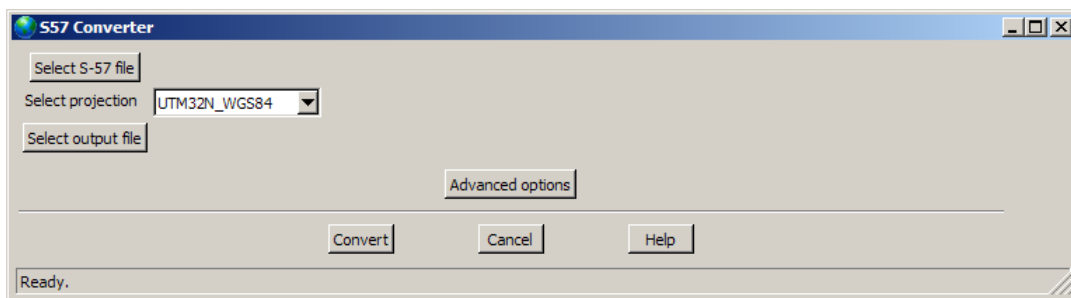 S57 Converter
Select S-57 file
Select projection UTM32N_WGS84
Select output file
Advanced options
Convert Cancel Help
Ready.